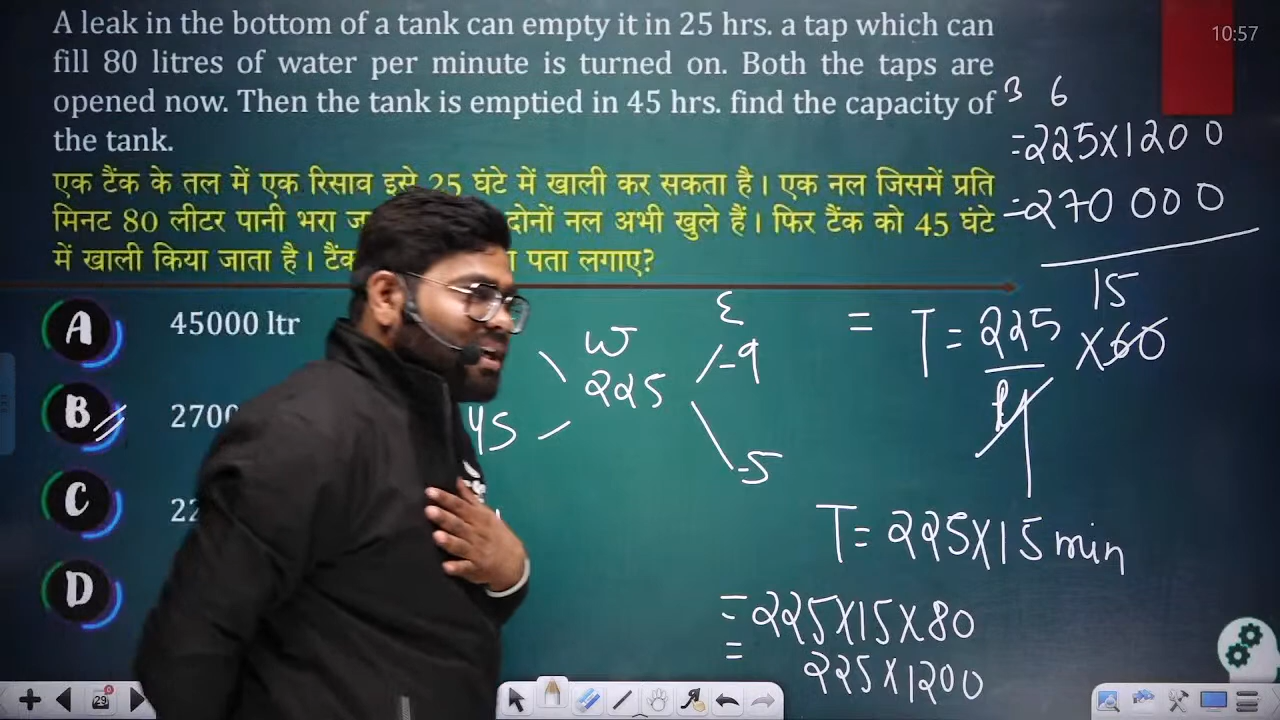 A leak in the bottom of a tank can empty it in 25 hrs. a tap which can
fill 80 litres of water per minute is turned on. Both the taps are
opened now. Then the tank is emptied in 45 hrs. find the capacity of
the tank.
एक टैंक के तल में एक रिसाव इसे 25 घंटे में खाली कर सकता है। एक नल जिसमें प्रति
मिनट 80 लीटर पानी भरा दोनों नल अभी खुले हैं। फिर टैंक को 45 घंटे
में खाली किया जाता है। पता लगाए?
10:57
3 6
=225X1200
=270000
A 45000 ltr
B 2700
C 22
D
W
225
45
ε
-9
-5
= T = 225 X60
15
4
T= 225X15 min
=225X15X80
=
225X1200
29